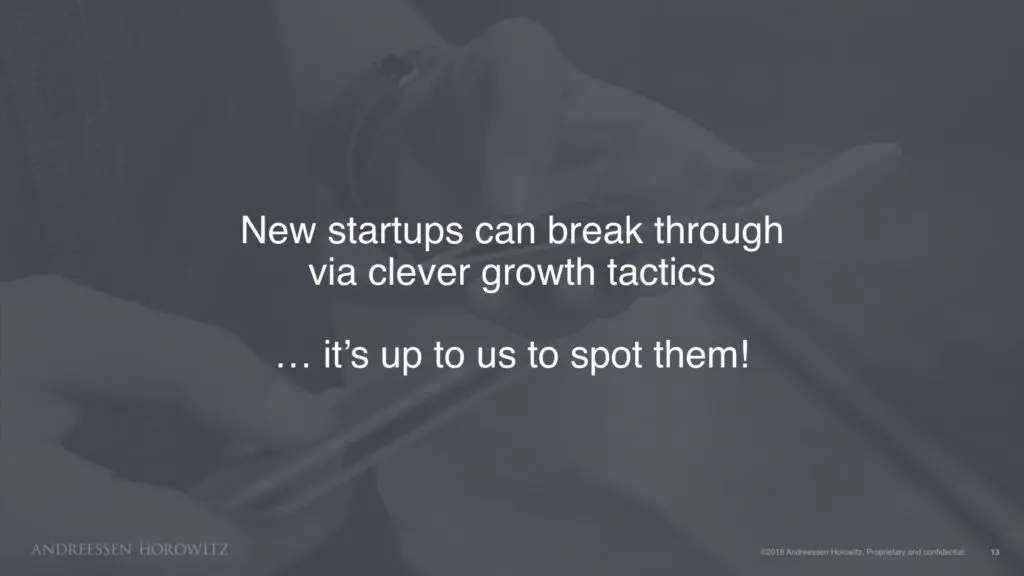 New startups can break through
via clever growth tactics
… it’s up to us to spot them!
ANDREESSEN HOROWITZ
©2018 Andreessen Horowitz. Proprietary and confidential.
13